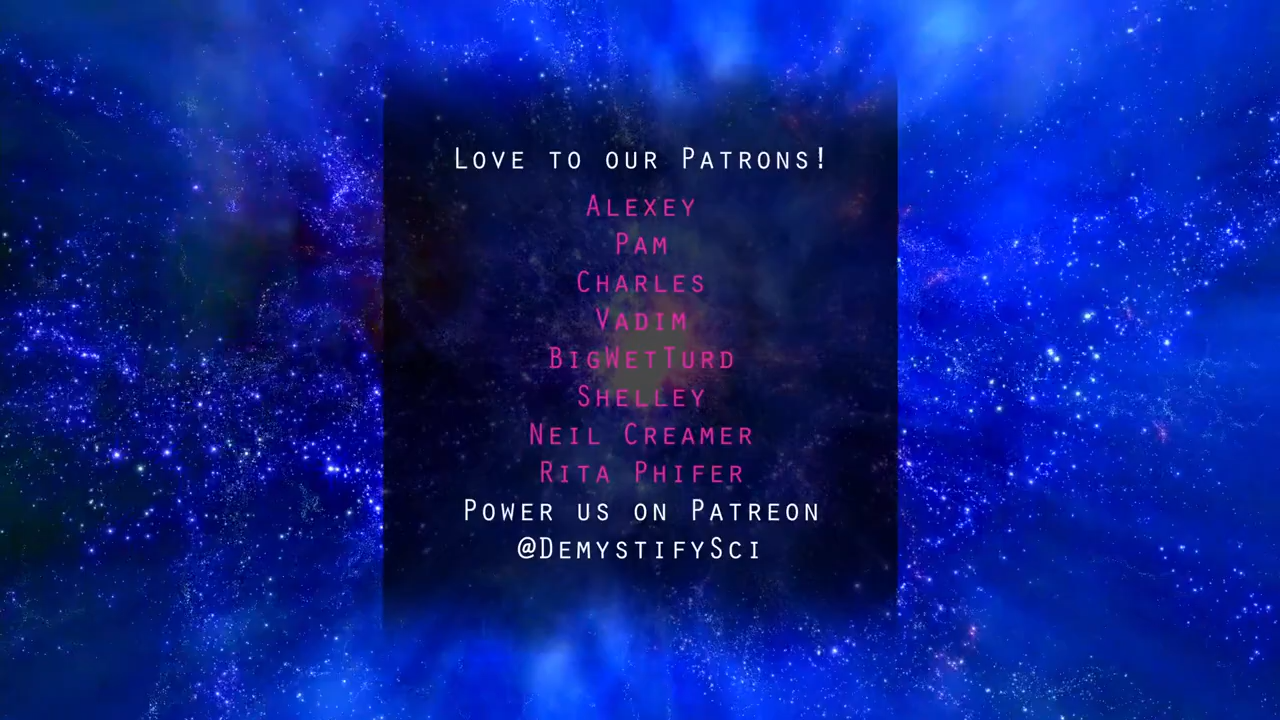 Love to our Patrons!
Alexey
Pam
Charles
Vadim
BigWetTurd
Shelley
Neil Creamer
Rita Phifer
Power us on Patreon
@DemystifySci